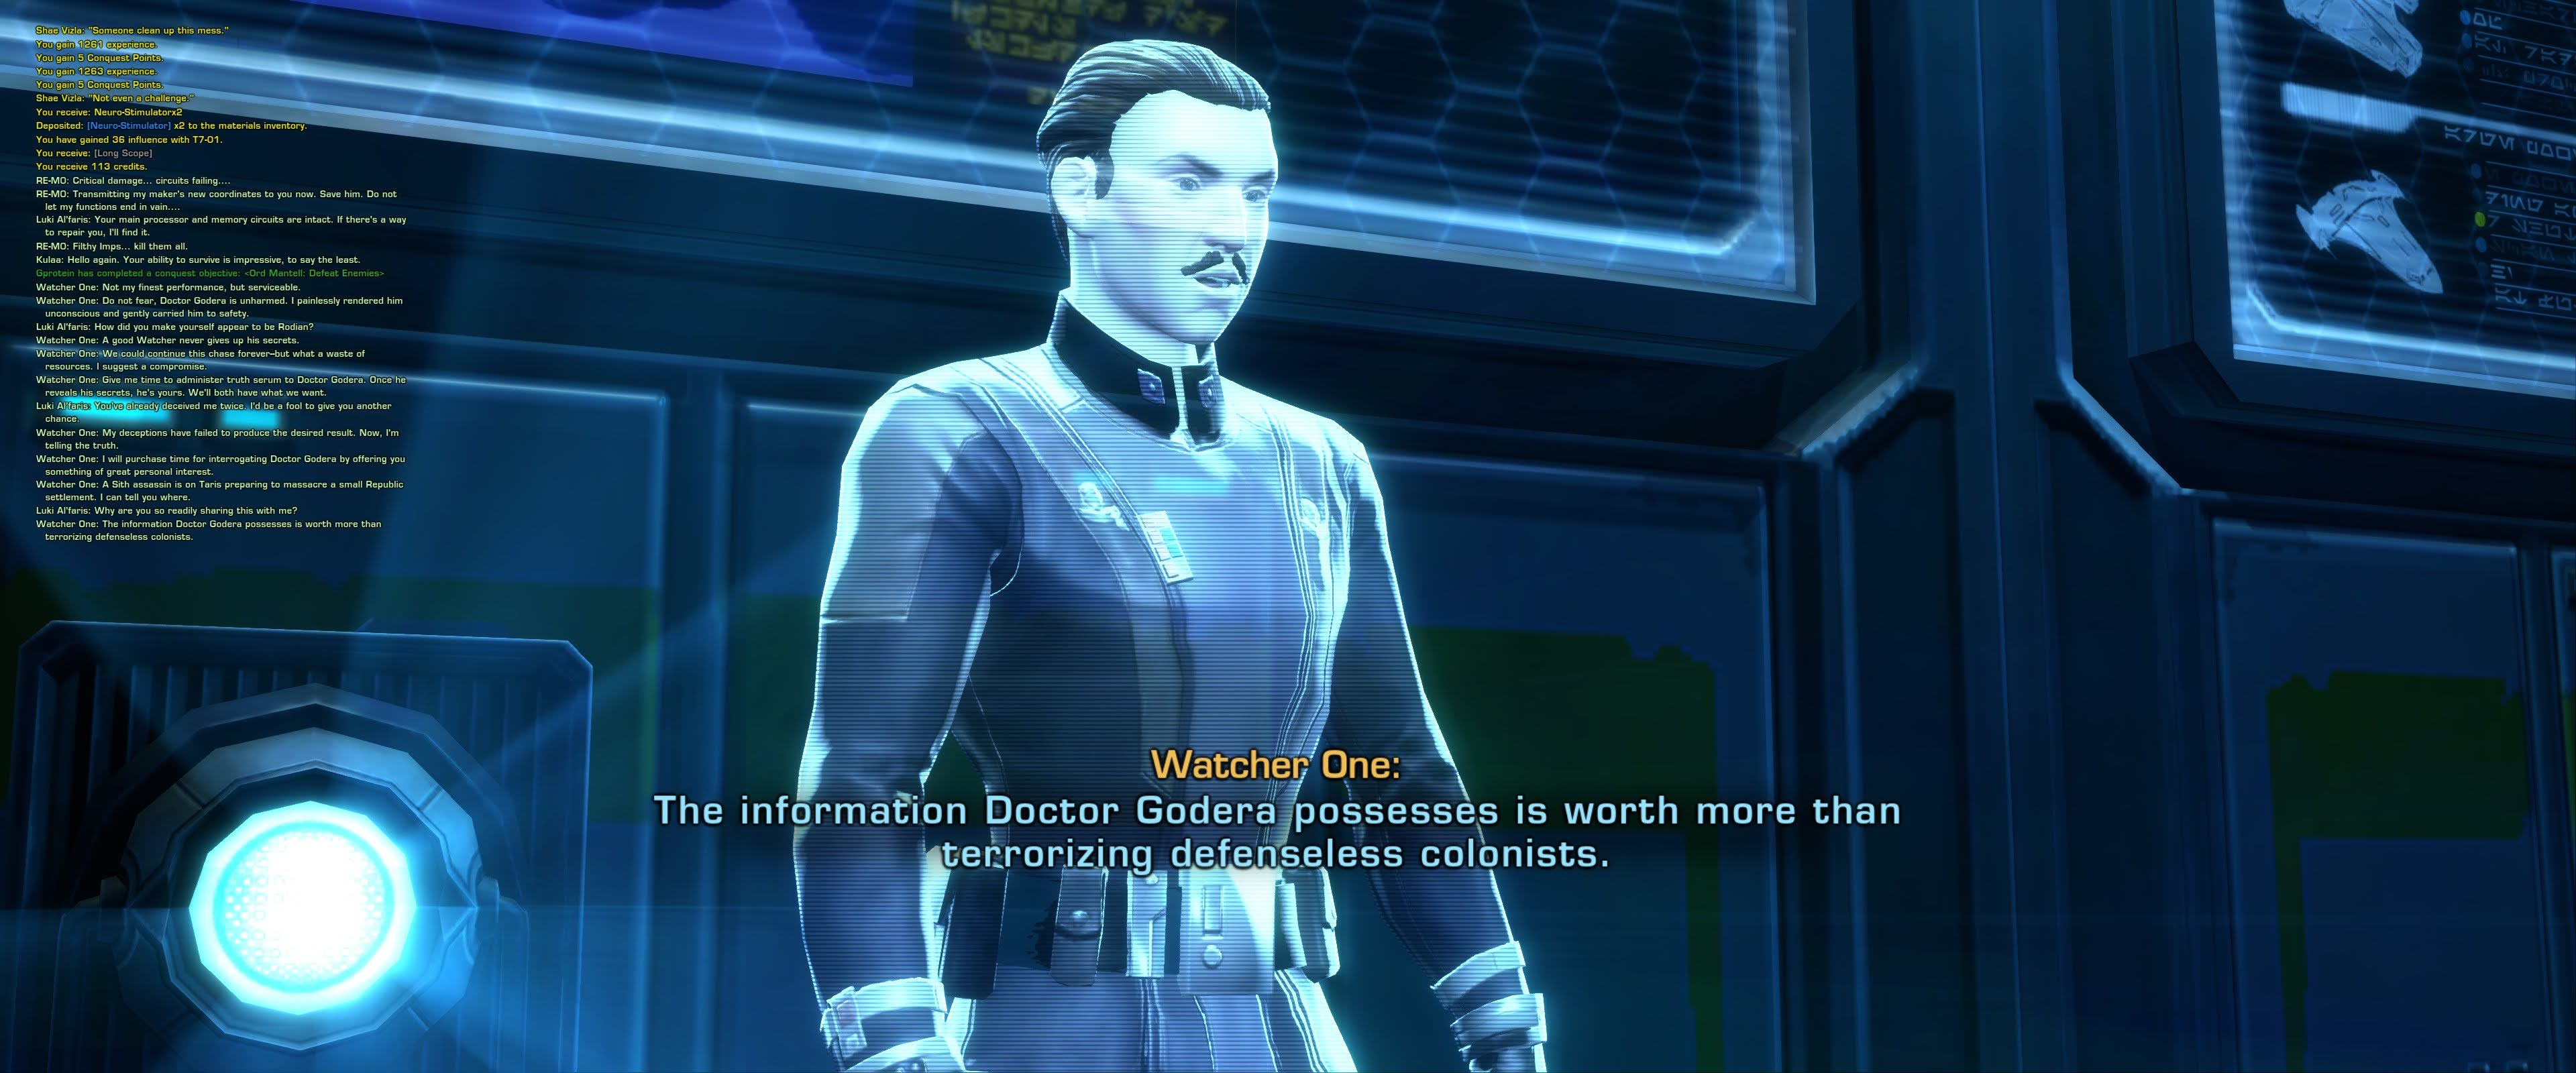 Shae Vizla: "Someone clean up this mess."
You gain 1261 experience.
You gain 5 Conquest Points.
You gain 1263 experience.
You gain 5 Conquest Points.
Shae Vizla: "Not even a challenge."
You receive: Neuro-Stimulatorx2
Deposited: [Neuro-Stimulator] x2 to the materials inventory.
You have gained 36 influence with T7-01.
You receive: [Long Scope]
You receive 113 credits.
RE-M0: Critical damage... circuits failing....
RE-M0: Transmitting my maker's new coordinates to you now. Save him. Do not
let my functions end in vain....
Luki Al'faris: Your main processor and memory circuits are intact. If there's a way
to repair you, I'll find it.
RE-M0: Filthy Imps... kill them all.
Kulaa: Hello again. Your ability to survive is impressive, to say the least.
Gprotein has completed a conquest objective: <Ord Mantell: Defeat Enemies>
Watcher One: Not my finest performance, but serviceable.
Watcher One: Do not fear, Doctor Godera is unharmed. I painlessly rendered him
unconscious and gently carried him to safety.
Luki Al'faris: How did you make yourself appear to be Rodian?
Watcher One: A good Watcher never gives up his secrets.
Watcher One: We could continue this chase forever–but what a waste of
resources. I suggest a compromise.
Watcher One: Give me time to administer truth serum to Doctor Godera. Once he
reveals his secrets, he's yours. We'll both have what we want.
Luki Al'faris: You've already deceived me twice. I'd be a fool to give you another
chance.
Watcher One: My deceptions have failed to produce the desired result. Now, I'm
telling the truth.
Watcher One: I will purchase time for interrogating Doctor Godera by offering you
something of great personal interest.
Watcher One: A Sith assassin is on Taris preparing to massacre a small Republic
settlement. I can tell you where.
Luki Al'faris: Why are you so readily sharing this with me?
Watcher One: The information Doctor Godera possesses is worth more than
terrorizing defenseless colonists.
Watcher One:
The information Doctor Godera possesses is worth more than
terrorizing defenseless colonists.